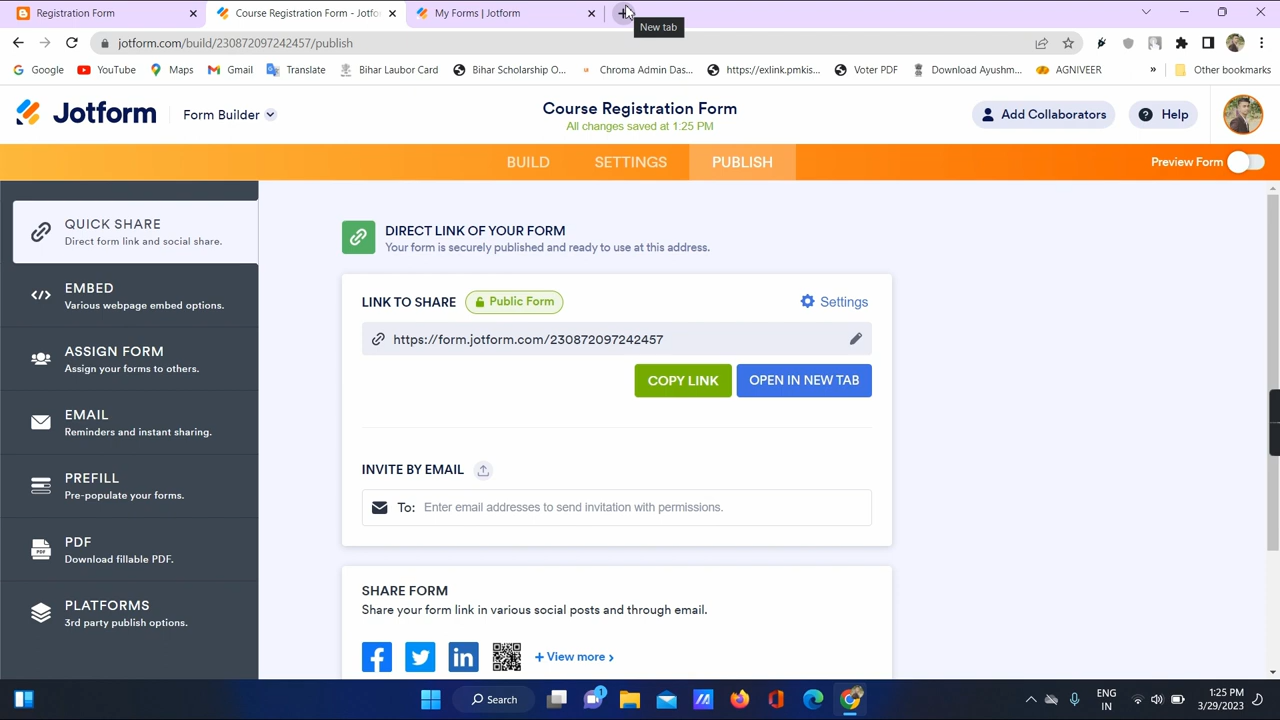 Registration Form
Course Registration Form - Jotfor
My Forms | Jotform
New tab
jotform.com/build/230872097242457/publish
Google
YouTube
Maps
Gmail
Translate
Bihar Laubor Card
Bihar Scholarship O...
Chroma Admin Das...
https://exlink.pmkis...
Voter PDF
Download Ayushm...
AGNIVEER
»
Other bookmarks
Jotform
Form Builder
Course Registration Form
All changes saved at 1:25 PM
Add Collaborators
Help
BUILD
SETTINGS
PUBLISH
Preview Form
QUICK SHARE
Direct form link and social share.
EMBED
Various webpage embed options.
ASSIGN FORM
Assign your forms to others.
EMAIL
Reminders and instant sharing.
PREFILL
Pre-populate your forms.
PDF
Download fillable PDF.
PLATFORMS
3rd party publish options.
DIRECT LINK OF YOUR FORM
Your form is securely published and ready to use at this address.
LINK TO SHARE
Public Form
Settings
https://form.jotform.com/230872097242457
COPY LINK
OPEN IN NEW TAB
INVITE BY EMAIL
To: Enter email addresses to send invitation with permissions.
SHARE FORM
Share your form link in various social posts and through email.
+ View more ›
Search
1
ENG
IN
1:25 PM
3/29/2023